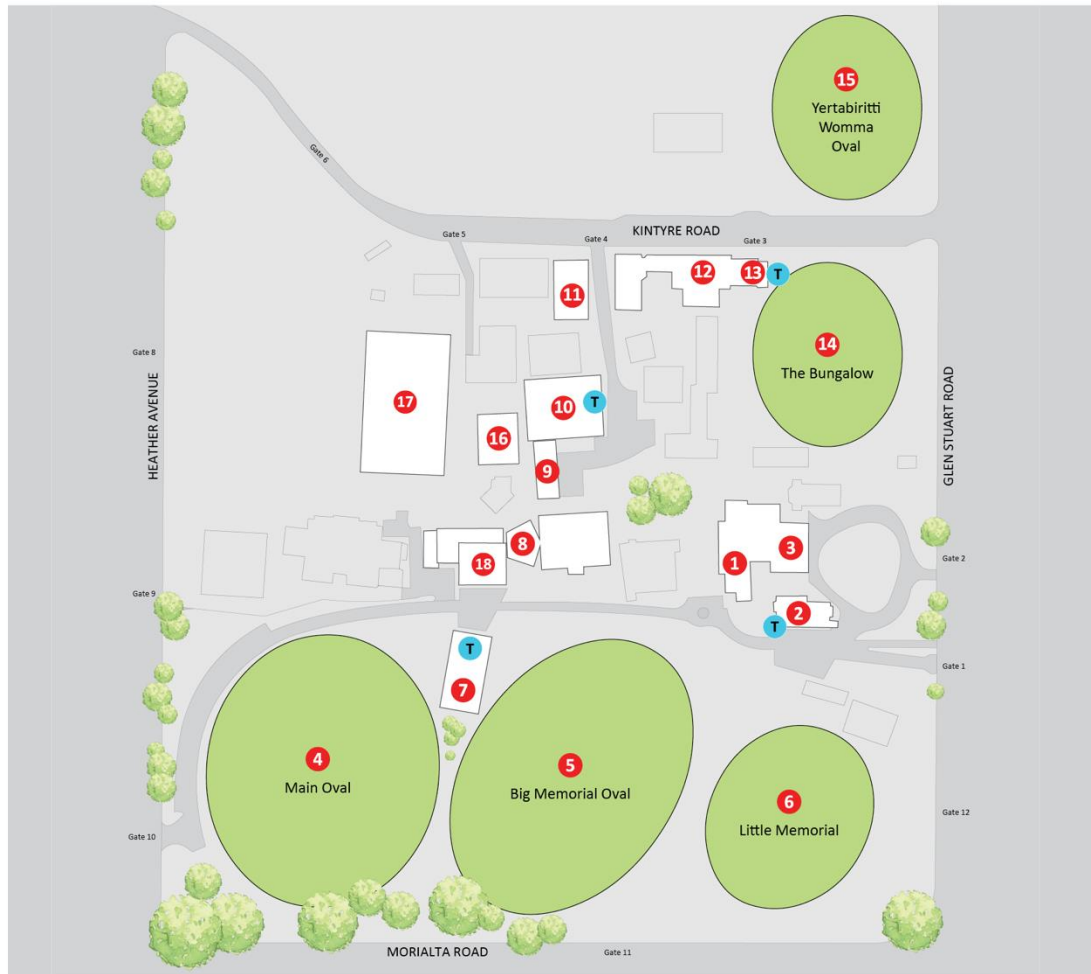 15
Yertabiritti
Womma
Oval
Gate 6
KINTYRE ROAD
Gate 5
Gate 4
Gate 3
12
13
T
11
14
The Bungalow
Gate 8
HEATHER AVENUE
GLEN STUART ROAD
17
10
T
16
9
8
18
1
3
Gate 2
Gate 9
2
T
T
7
Gate 1
4
Main Oval
5
Big Memorial Oval
6
Little Memorial
Gate 12
Gate 10
MORIALTA ROAD
Gate 11